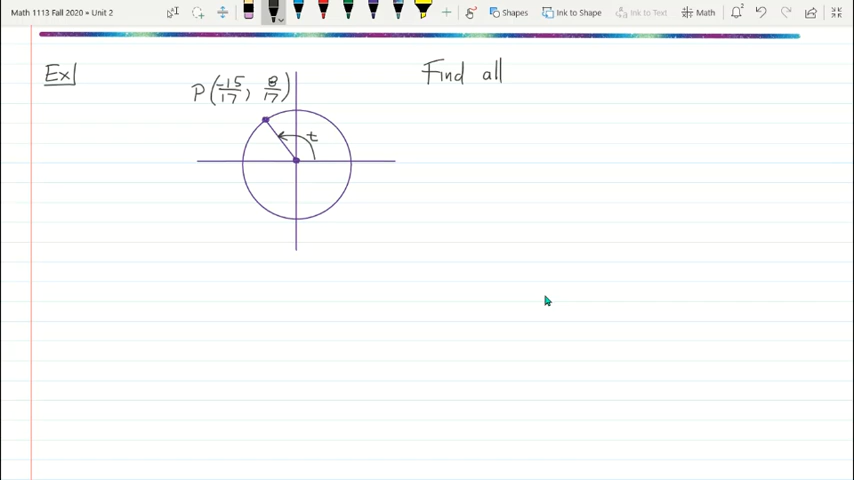 Math 1113 Fall 2020 » Unit 2
Shapes
Ink to Shape
Ink to Text
Math
Ex
Find all
P(-15/17, 8/17)
t